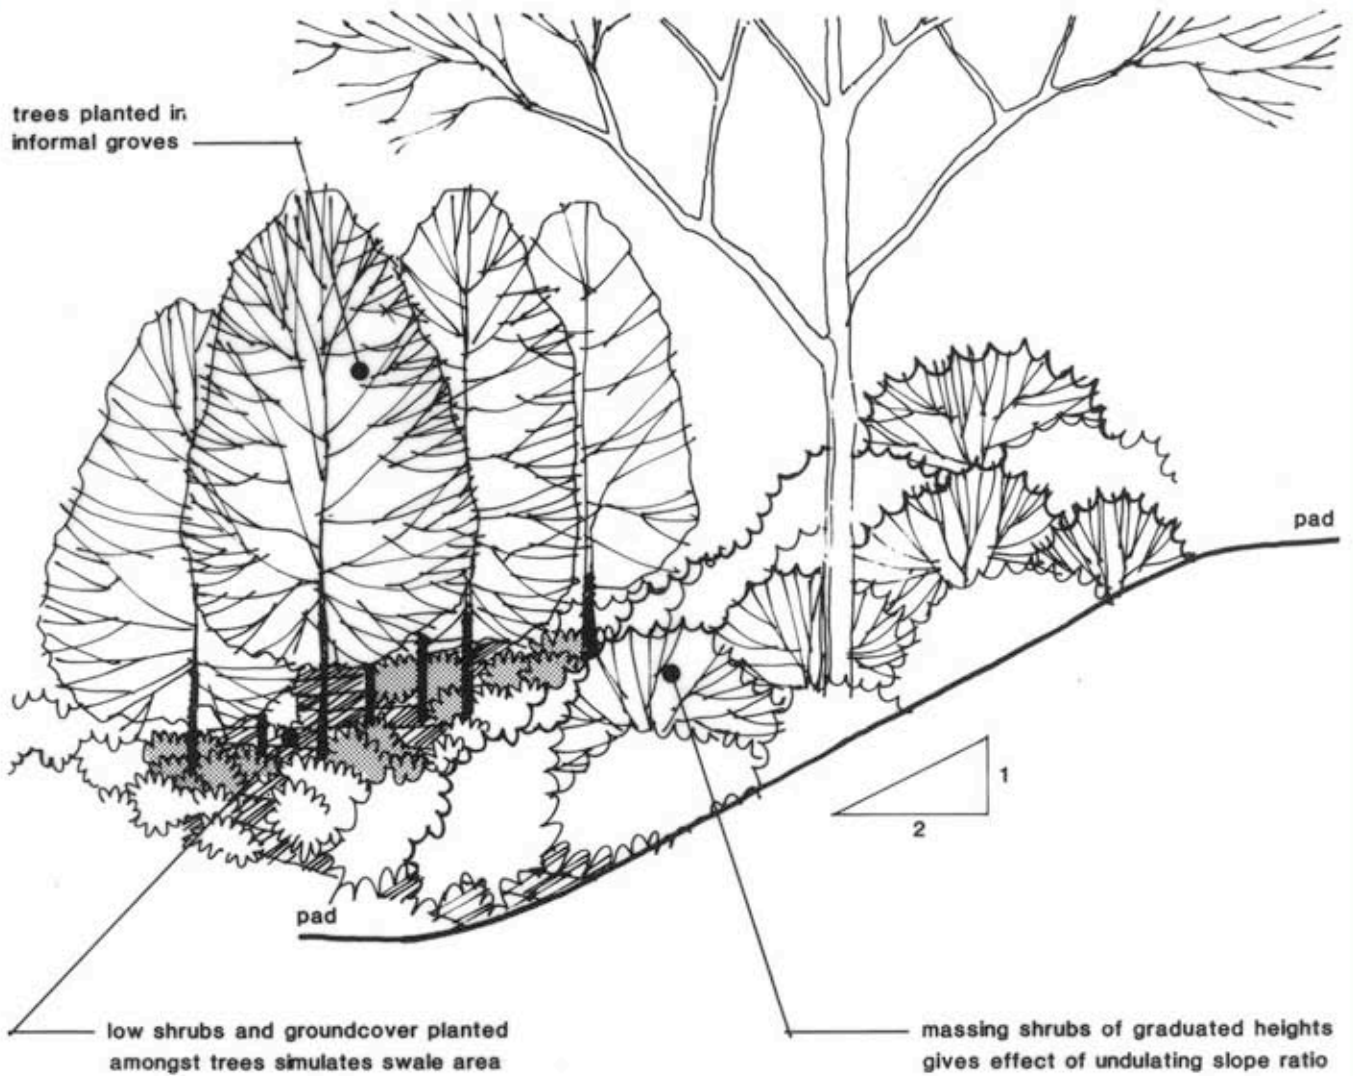 trees planted in
informal groves
pad
1
2
pad
low shrubs and groundcover planted
amongst trees simulates swale area
massing shrubs of graduated heights
gives effect of undulating slope ratio